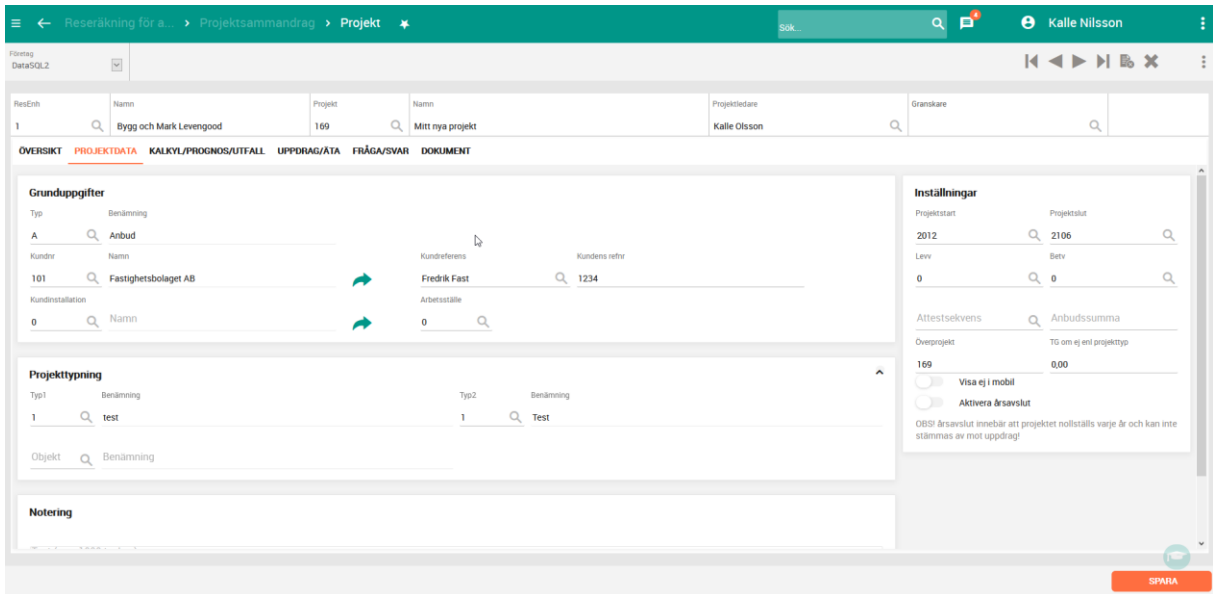 Reseräkning för a... > Projektsammandrag > Projekt
Sök...
4
Kalle Nilsson
Företag
DataSQL2
ResEnh Namn Projekt Namn Projektledare Granskare
1 Bygg och Mark Levengood 169 Mitt nya projekt Kalle Olsson
ÖVERSIKT PROJEKTDATA KALKYL/PROGNOS/UTFALL UPPDRAG/ÄTA FRÅGA/SVAR DOKUMENT
Grunduppgifter
Typ Benämning
A Anbud
Kundnr Namn Kundreferens Kundens refnr
101 Fastighetsbolaget AB Fredrik Fast 1234
Kundinstallation Arbetsställe
0 Namn 0
Projekttypning
Typ1 Benämning Typ2 Benämning
1 test 1 Test
Objekt Benämning
Notering
Inställningar
Projektstart Projektslut
2012 2106
Levv Betv
0 0
Attestsekvens Anbudssumma
Överprojekt TG om ej enl projekttyp
169 0,00
Visa ej i mobil
Aktivera årsavslut
OBS! årsavslut innebär att projektet nollställs varje år och kan inte
stämmas av mot uppdrag!
SPARA